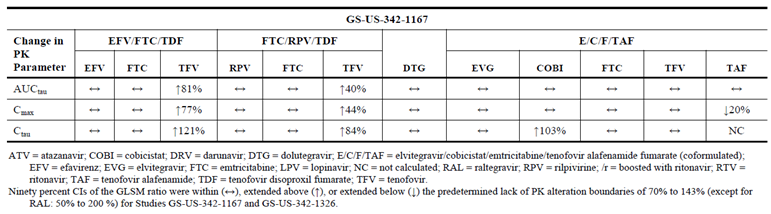 GS-US-342-1167
Change in PK Parameter EFV/FTC/TDF FTC/RPV/TDF E/C/F/TAF
EFV FTC TFV RPV FTC TFV DTG EVG COBI FTC TFV TAF
AUCtau ↔ ↔ ↑81% ↔ ↔ ↑40% ↔ ↔ ↔ ↔ ↔ ↔
Cmax ↔ ↔ ↑77% ↔ ↔ ↑44% ↔ ↔ ↔ ↔ ↔ ↓20%
Ctau ↔ ↔ ↑121% ↔ ↔ ↑84% ↔ ↔ ↑103% ↔ ↔ NC
ATV = atazanavir; COBI = cobicistat; DRV = darunavir; DTG = dolutegravir; E/C/F/TAF = elvitegravir/cobicistat/emtricitabine/tenofovir alafenamide fumarate (coformulated);
EFV = efavirenz; EVG = elvitegravir; FTC = emtricitabine; LPV = lopinavir; NC = not calculated; RAL = raltegravir; RPV = rilpivirine; /r = boosted with ritonavir; RTV =
ritonavir; TAF = tenofovir alafenamide; TDF = tenofovir disoproxil fumarate; TFV = tenofovir.
Ninety percent CIs of the GLSM ratio were within (↔), extended above (↑), or extended below (↓) the predetermined lack of PK alteration boundaries of 70% to 143% (except for
RAL: 50% to 200 %) for Studies GS-US-342-1167 and GS-US-342-1326.